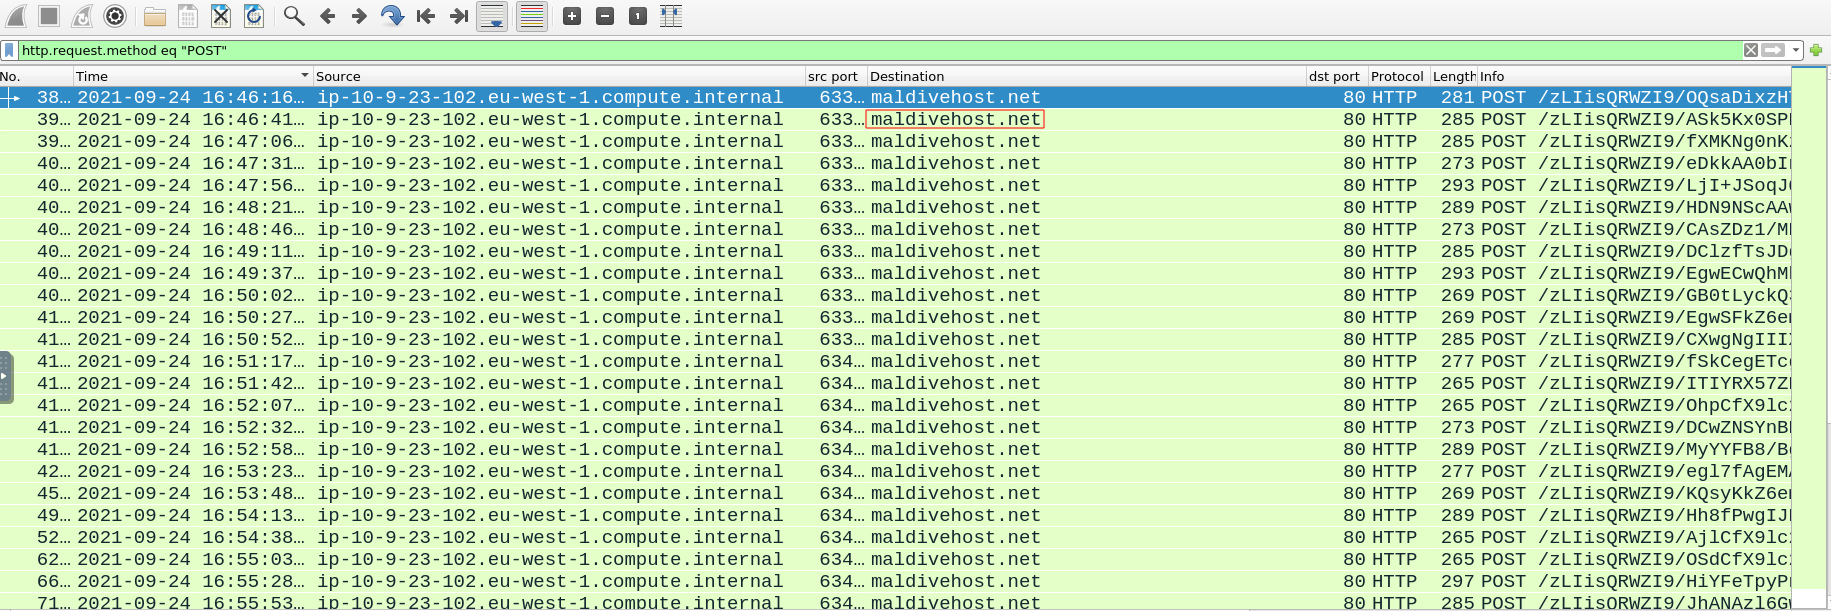 http.request.method eq "POST"
No. Time Source src port Destination dst port Protocol Length Info
38… 2021-09-24 16:46:16… ip-10-9-23-102.eu-west-1.compute.internal 633… maldivehost.net 80 HTTP 281 POST /zLIisQRWZI9/OQsaDixzH
39… 2021-09-24 16:46:41… ip-10-9-23-102.eu-west-1.compute.internal 633… maldivehost.net 80 HTTP 285 POST /zLIisQRWZI9/ASk5Kx0SP
39… 2021-09-24 16:47:06… ip-10-9-23-102.eu-west-1.compute.internal 633… maldivehost.net 80 HTTP 285 POST /zLIisQRWZI9/fXMKNg0nK
40… 2021-09-24 16:47:31… ip-10-9-23-102.eu-west-1.compute.internal 633… maldivehost.net 80 HTTP 273 POST /zLIisQRWZI9/eDkkAA0bI
40… 2021-09-24 16:47:56… ip-10-9-23-102.eu-west-1.compute.internal 633… maldivehost.net 80 HTTP 293 POST /zLIisQRWZI9/LjI+JSoqJ
40… 2021-09-24 16:48:21… ip-10-9-23-102.eu-west-1.compute.internal 633… maldivehost.net 80 HTTP 289 POST /zLIisQRWZI9/HDN9NScAA
40… 2021-09-24 16:48:46… ip-10-9-23-102.eu-west-1.compute.internal 633… maldivehost.net 80 HTTP 273 POST /zLIisQRWZI9/CAsZDz1/M
40… 2021-09-24 16:49:11… ip-10-9-23-102.eu-west-1.compute.internal 633… maldivehost.net 80 HTTP 285 POST /zLIisQRWZI9/DClzfTsJD
40… 2021-09-24 16:49:37… ip-10-9-23-102.eu-west-1.compute.internal 633… maldivehost.net 80 HTTP 293 POST /zLIisQRWZI9/EgwECwQhM
40… 2021-09-24 16:50:02… ip-10-9-23-102.eu-west-1.compute.internal 633… maldivehost.net 80 HTTP 269 POST /zLIisQRWZI9/GB0tLyckQ
41… 2021-09-24 16:50:27… ip-10-9-23-102.eu-west-1.compute.internal 633… maldivehost.net 80 HTTP 269 POST /zLIisQRWZI9/EgwSFkZ6e
41… 2021-09-24 16:50:52… ip-10-9-23-102.eu-west-1.compute.internal 633… maldivehost.net 80 HTTP 285 POST /zLIisQRWZI9/CXwgNgIII
41… 2021-09-24 16:51:17… ip-10-9-23-102.eu-west-1.compute.internal 634… maldivehost.net 80 HTTP 277 POST /zLIisQRWZI9/fSkCegETc
41… 2021-09-24 16:51:42… ip-10-9-23-102.eu-west-1.compute.internal 634… maldivehost.net 80 HTTP 265 POST /zLIisQRWZI9/ITIYRX57Z
41… 2021-09-24 16:52:07… ip-10-9-23-102.eu-west-1.compute.internal 634… maldivehost.net 80 HTTP 265 POST /zLIisQRWZI9/OhpCfX9lc
41… 2021-09-24 16:52:32… ip-10-9-23-102.eu-west-1.compute.internal 634… maldivehost.net 80 HTTP 273 POST /zLIisQRWZI9/DCwZNSYnB
41… 2021-09-24 16:52:58… ip-10-9-23-102.eu-west-1.compute.internal 634… maldivehost.net 80 HTTP 289 POST /zLIisQRWZI9/MyYYFB8/B
42… 2021-09-24 16:53:23… ip-10-9-23-102.eu-west-1.compute.internal 634… maldivehost.net 80 HTTP 277 POST /zLIisQRWZI9/egl7fAgEM
45… 2021-09-24 16:53:48… ip-10-9-23-102.eu-west-1.compute.internal 634… maldivehost.net 80 HTTP 269 POST /zLIisQRWZI9/KQsyKkZ6e
49… 2021-09-24 16:54:13… ip-10-9-23-102.eu-west-1.compute.internal 634… maldivehost.net 80 HTTP 289 POST /zLIisQRWZI9/Hh8fPwgIJ
52… 2021-09-24 16:54:38… ip-10-9-23-102.eu-west-1.compute.internal 634… maldivehost.net 80 HTTP 265 POST /zLIisQRWZI9/AjlCfX9lc
62… 2021-09-24 16:55:03… ip-10-9-23-102.eu-west-1.compute.internal 634… maldivehost.net 80 HTTP 265 POST /zLIisQRWZI9/OSdCfX9lc
66… 2021-09-24 16:55:28… ip-10-9-23-102.eu-west-1.compute.internal 634… maldivehost.net 80 HTTP 297 POST /zLIisQRWZI9/HiYFeTpyP
71… 2021-09-24 16:55:53… ip-10-9-23-102.eu-west-1.compute.internal 634… maldivehost.net 80 HTTP 285 POST /zLIisQRWZI9/JhANAzl6G